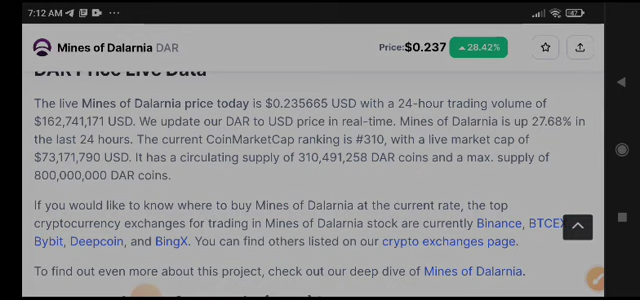 7:12 AM
47
Mines of Dalarnia DAR
Price: $0.237 28.42%
DAR Price Live Data
The live Mines of Dalarnia price today is $0.235665 USD with a 24-hour trading volume of
$162,741,171 USD. We update our DAR to USD price in real-time. Mines of Dalarnia is up 27.68% in
the last 24 hours. The current CoinMarketCap ranking is #310, with a live market cap of
$73,171,790 USD. It has a circulating supply of 310,491,258 DAR coins and a max. supply of
800,000,000 DAR coins.
If you would like to know where to buy Mines of Dalarnia at the current rate, the top
cryptocurrency exchanges for trading in Mines of Dalarnia stock are currently Binance, BTCEX
Bybit, Deepcoin, and BingX. You can find others listed on our crypto exchanges page.
To find out even more about this project, check out our deep dive of Mines of Dalarnia.